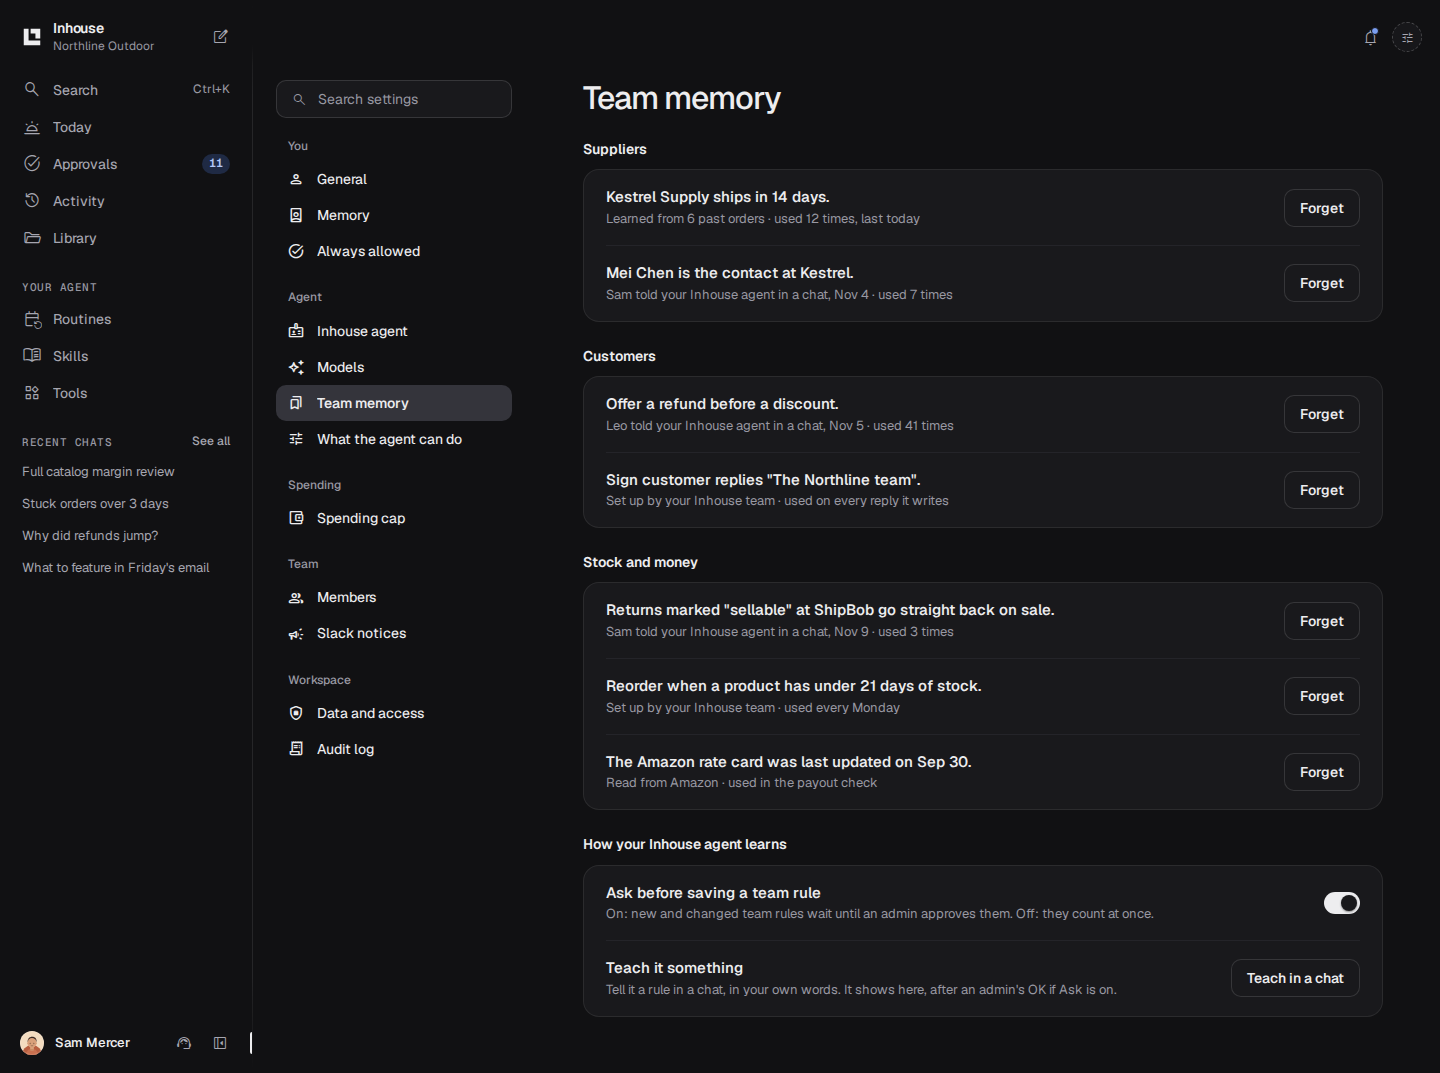 Inhouse
Northline Outdoor
Search
Ctrl+K
Today
Approvals
11
Activity
Library
YOUR AGENT
Routines
Skills
Tools
RECENT CHATS
See all
Full catalog margin review
Stuck orders over 3 days
Why did refunds jump?
What to feature in Friday's email
Sam Mercer
Search settings
You
General
Memory
Always allowed
Agent
Inhouse agent
Models
Team memory
What the agent can do
Spending
Spending cap
Team
Members
Slack notices
Workspace
Data and access
Audit log
Team memory
Suppliers
Kestrel Supply ships in 14 days.
Learned from 6 past orders · used 12 times, last today
Forget
Mei Chen is the contact at Kestrel.
Sam told your Inhouse agent in a chat, Nov 4 · used 7 times
Forget
Customers
Offer a refund before a discount.
Leo told your Inhouse agent in a chat, Nov 5 · used 41 times
Forget
Sign customer replies "The Northline team".
Set up by your Inhouse team · used on every reply it writes
Forget
Stock and money
Returns marked "sellable" at ShipBob go straight back on sale.
Sam told your Inhouse agent in a chat, Nov 9 · used 3 times
Forget
Reorder when a product has under 21 days of stock.
Set up by your Inhouse team · used every Monday
Forget
The Amazon rate card was last updated on Sep 30.
Read from Amazon · used in the payout check
Forget
How your Inhouse agent learns
Ask before saving a team rule
On: new and changed team rules wait until an admin approves them. Off: they count at once.
Teach it something
Tell it a rule in a chat, in your own words. It shows here, after an admin's OK if Ask is on.
Teach in a chat